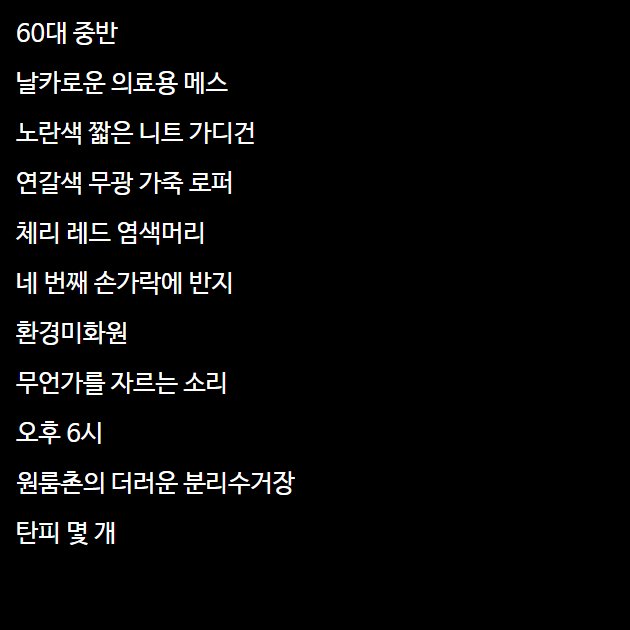 60대 중반
날카로운 의료용 메스
노란색 짧은 니트 가디건
연갈색 무광 가죽 로퍼
체리 레드 염색머리
네 번째 손가락에 반지
환경미화원
무언가를 자르는 소리
오후 6시
원룸촌의 더러운 분리수거장
탄피 몇 개